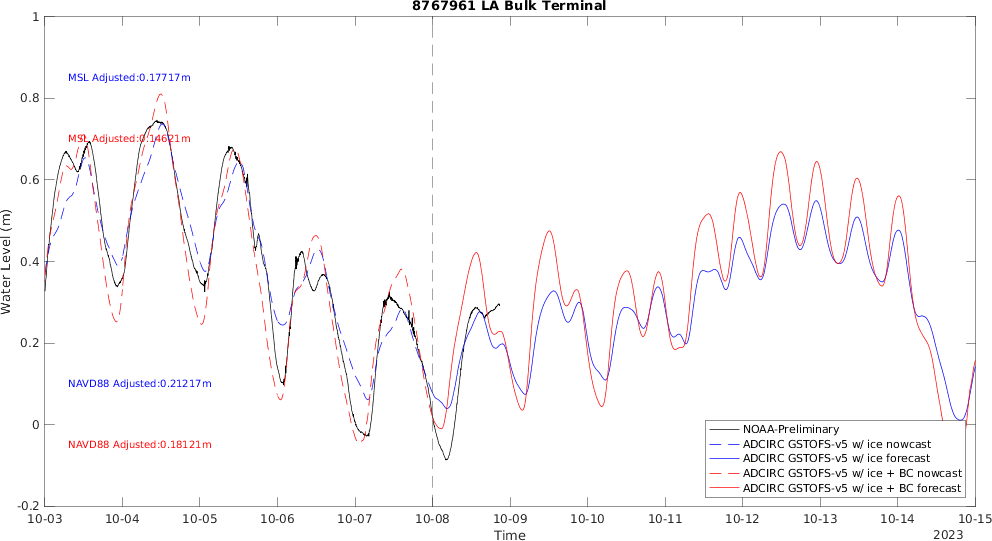 8767961 LA Bulk Terminal
1
0.8
0.6
0.4
0.2
0
-0.2
Water Level (m)
MSL Adjusted:0.17717m
MSL Adjusted:0.14621m
NAVD88 Adjusted:0.21217m
NAVD88 Adjusted:0.18121m
NOAA-Preliminary
ADCIRC GSTOFS-v5 w/ ice nowcast
ADCIRC GSTOFS-v5 w/ ice forecast
ADCIRC GSTOFS-v5 w/ ice + BC nowcast
ADCIRC GSTOFS-v5 w/ ice + BC forecast
10-03 10-04 10-05 10-06 10-07 10-08 10-09 10-10 10-11 10-12 10-13 10-14 10-15
Time
2023